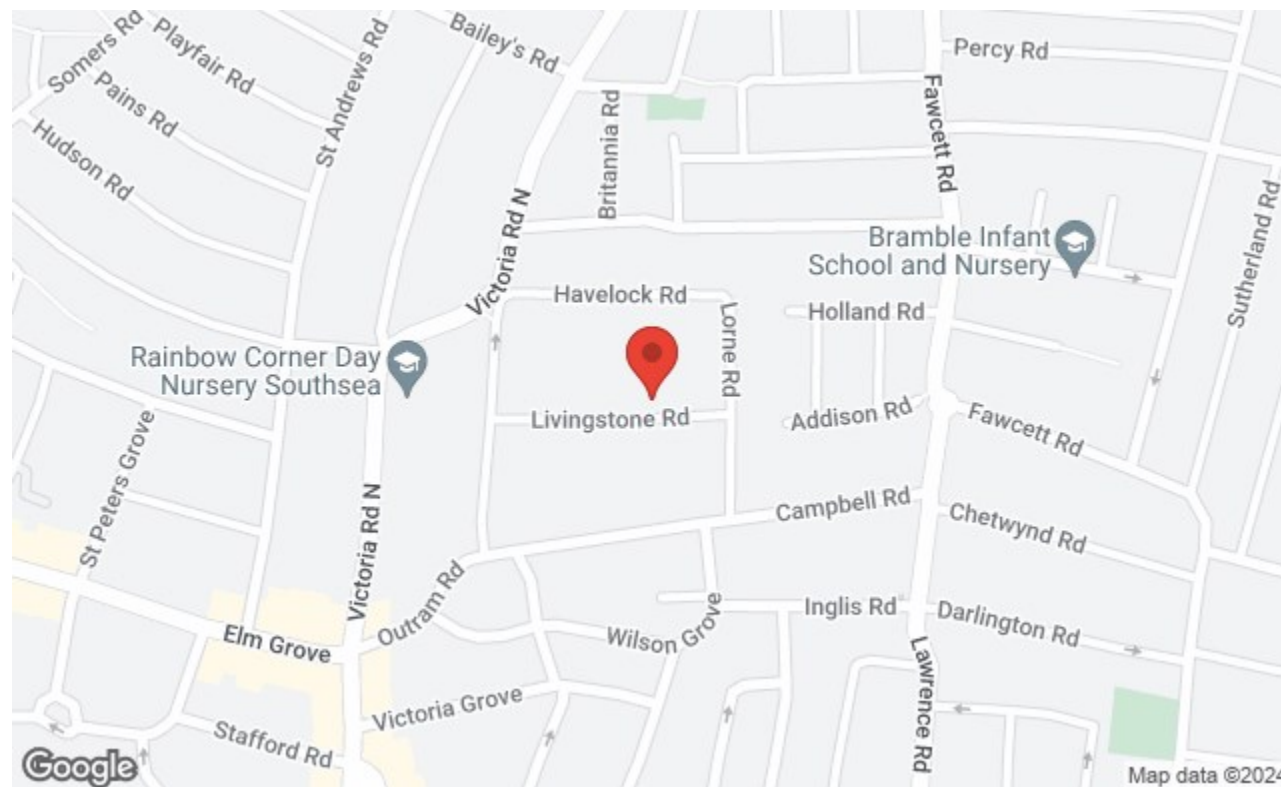 Somers Rd
Playfair Rd
Pains Rd
Hudson Rd
St Andrews Rd
Bailey's Rd
Britannia Rd
Victoria Rd N
Percy Rd
Fawcett Rd
Sutherland Rd
Bramble Infant
School and Nursery
Havelock Rd
Lorne Rd
Holland Rd
Rainbow Corner Day
Nursery Southsea
Livingstone Rd
Addison Rd
Fawcett Rd
St Peters Grove
Victoria Rd N
Campbell Rd
Chetwynd Rd
Outram Rd
Elm Grove
Wilson Grove
Inglis Rd
Darlington Rd
Lawrence Rd
Victoria Grove
Stafford Rd
Google
Map data ©2024